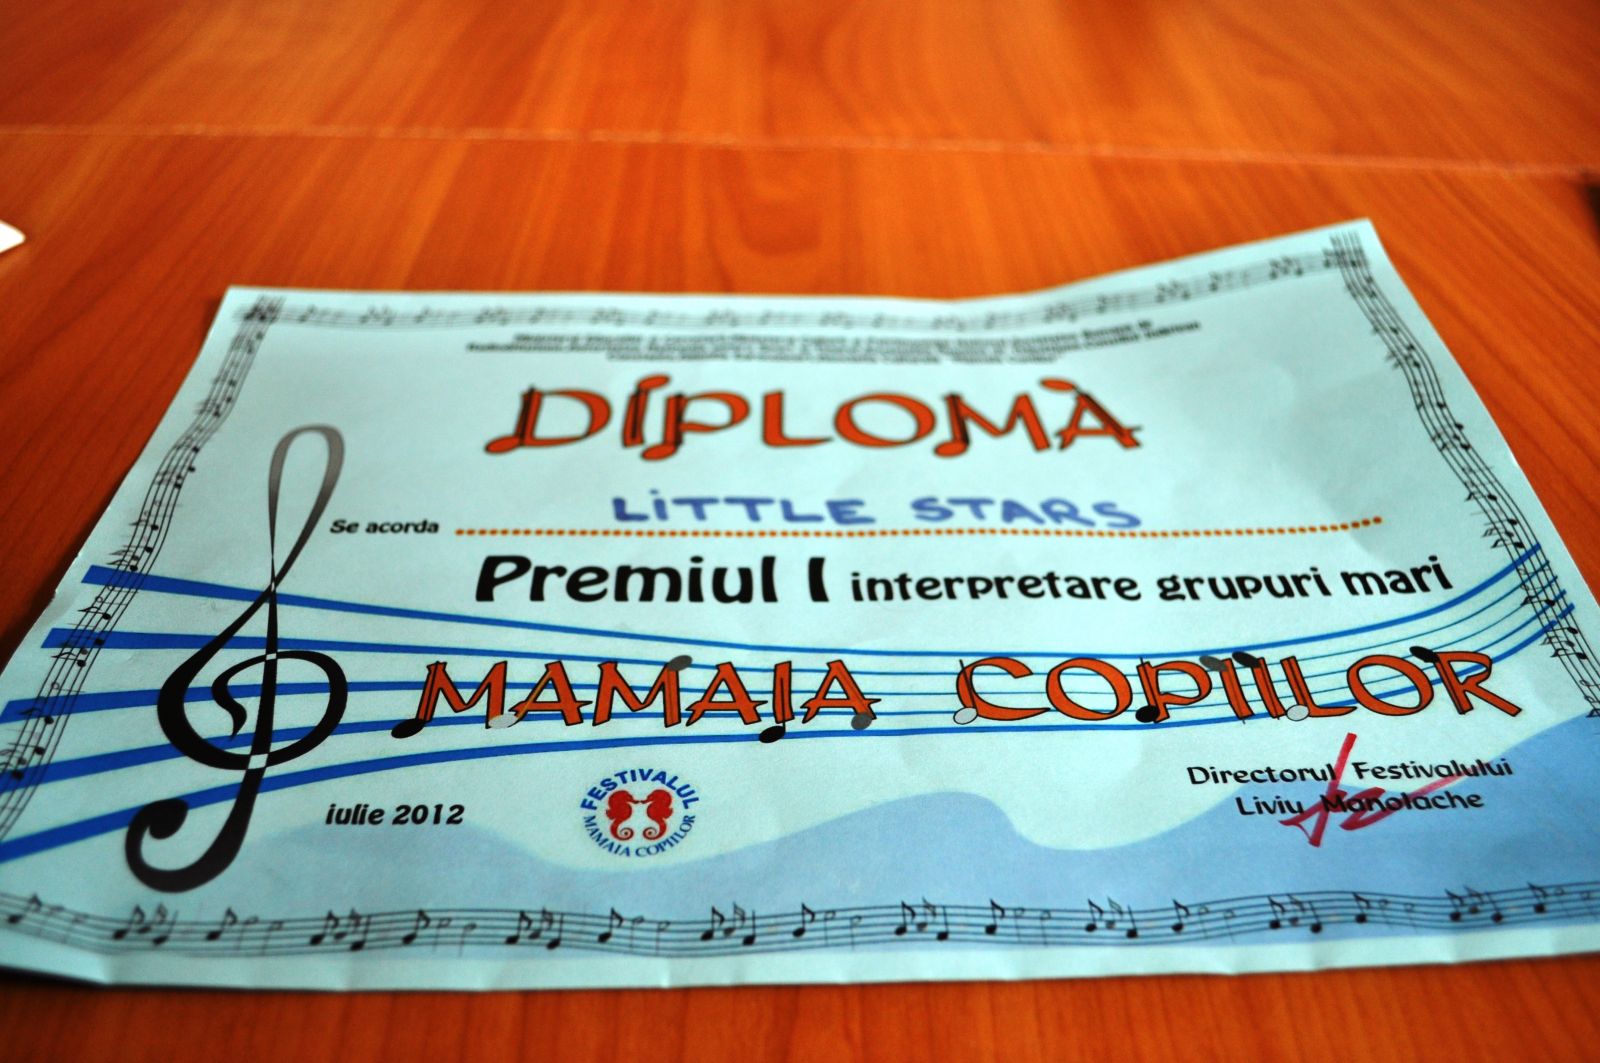 DIPLOMA
Se acorda LITTLE STARS
Premiul I interpretare grupuri mari
MAMAIA COPIILOR
iulie 2012
FESTIVALUL
MAMAIA COPIILOR
Directorul Festivalului
Liviu Manolache